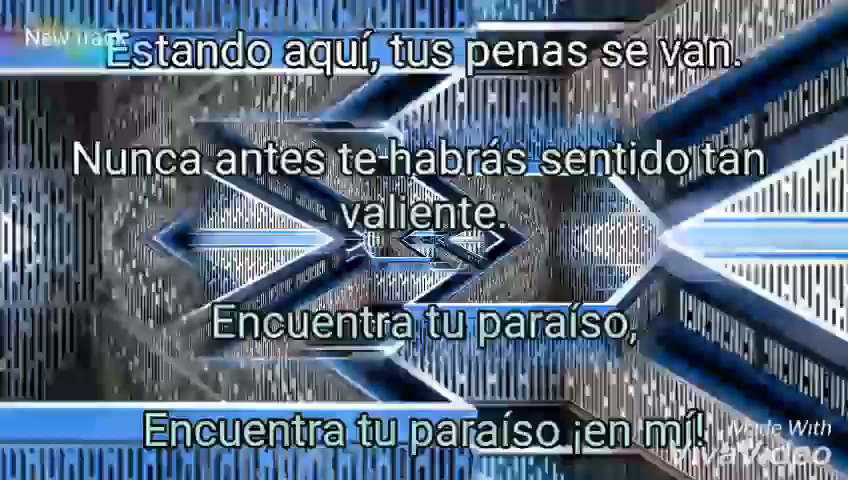 New track
Estando aquí, tus penas se van.
Nunca antes te habrás sentido tan
valiente.
Encuentra tu paraíso,
Encuentra tu paraíso ¡en mí!
Made With
VivaVideo